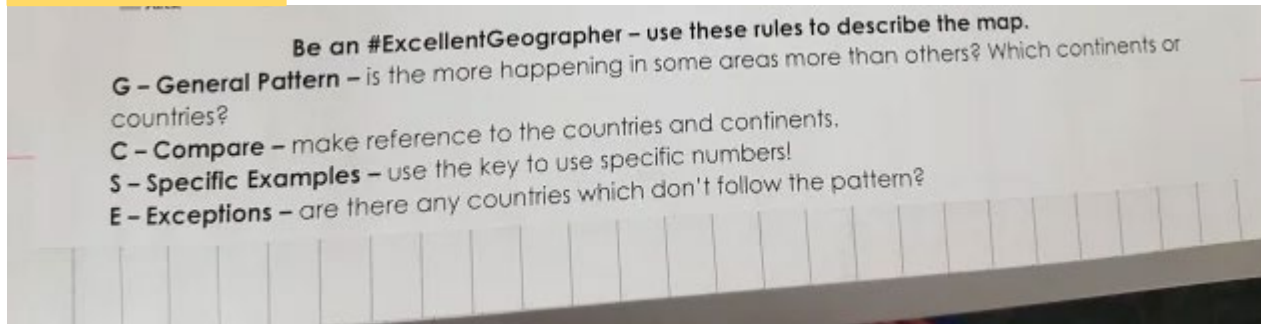 Be an #ExcellentGeographer – use these rules to describe the map.
G – General Pattern – is the more happening in some areas more than others? Which continents or
countries?
C – Compare – make reference to the countries and continents.
S – Specific Examples – use the key to use specific numbers!
E – Exceptions – are there any countries which don't follow the pattern?